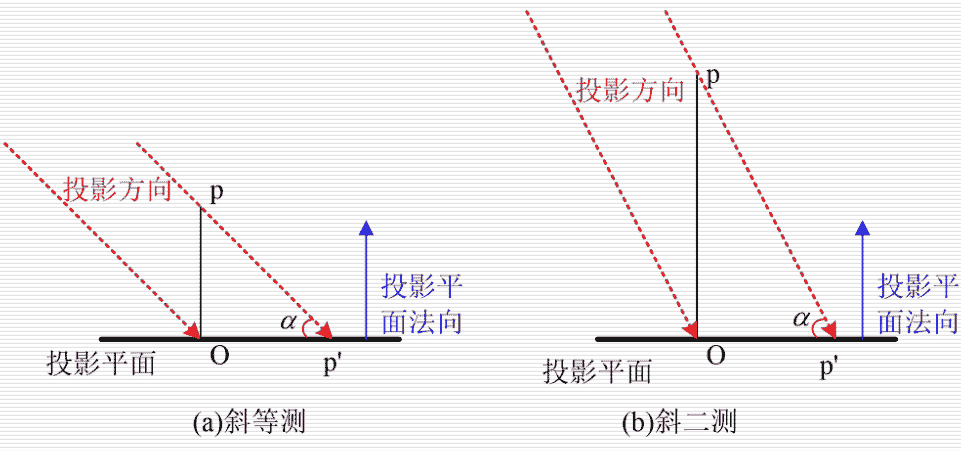 投影方向
p
投影平
面法向
α
O
p'
投影平面
(a)斜等测
投影方向
p
投影平
面法向
α
O
p'
投影平面
(b)斜二测